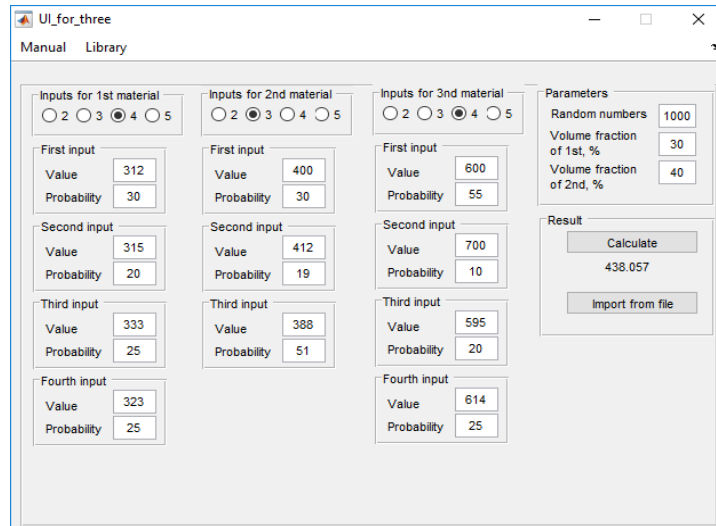 UI_for_three
Manual Library
Inputs for 1st material
2 3 4 5
First input
Value 312
Probability 30
Second input
Value 315
Probability 20
Third input
Value 333
Probability 25
Fourth input
Value 323
Probability 25
Inputs for 2nd material
2 3 4 5
First input
Value 400
Probability 30
Second input
Value 412
Probability 19
Third input
Value 388
Probability 51
Inputs for 3nd material
2 3 4 5
First input
Value 600
Probability 55
Second input
Value 700
Probability 10
Third input
Value 595
Probability 20
Fourth input
Value 614
Probability 25
Parameters
Random numbers 1000
Volume fraction
of 1st, % 30
Volume fraction
of 2nd, % 40
Result
Calculate
438.057
Import from file